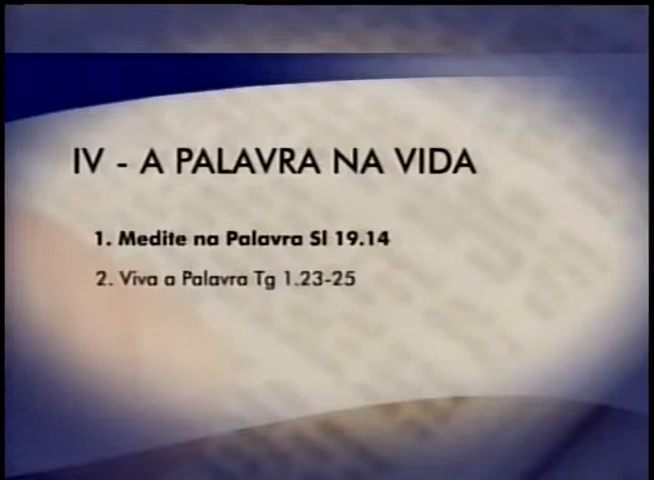 IV - A PALAVRA NA VIDA
1. Medite na Palavra Sl 19.14
2. Viva a Palavra Tg 1.23-25